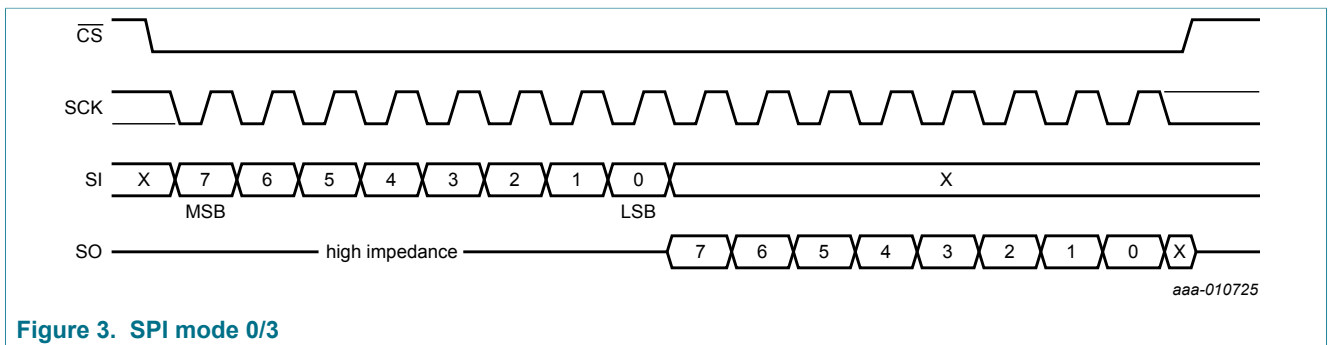 CS
SCK
SI X 7 6 5 4 3 2 1 0 X
MSB LSB
SO high impedance 7 6 5 4 3 2 1 0 X
aaa-010725
Figure 3. SPI mode 0/3